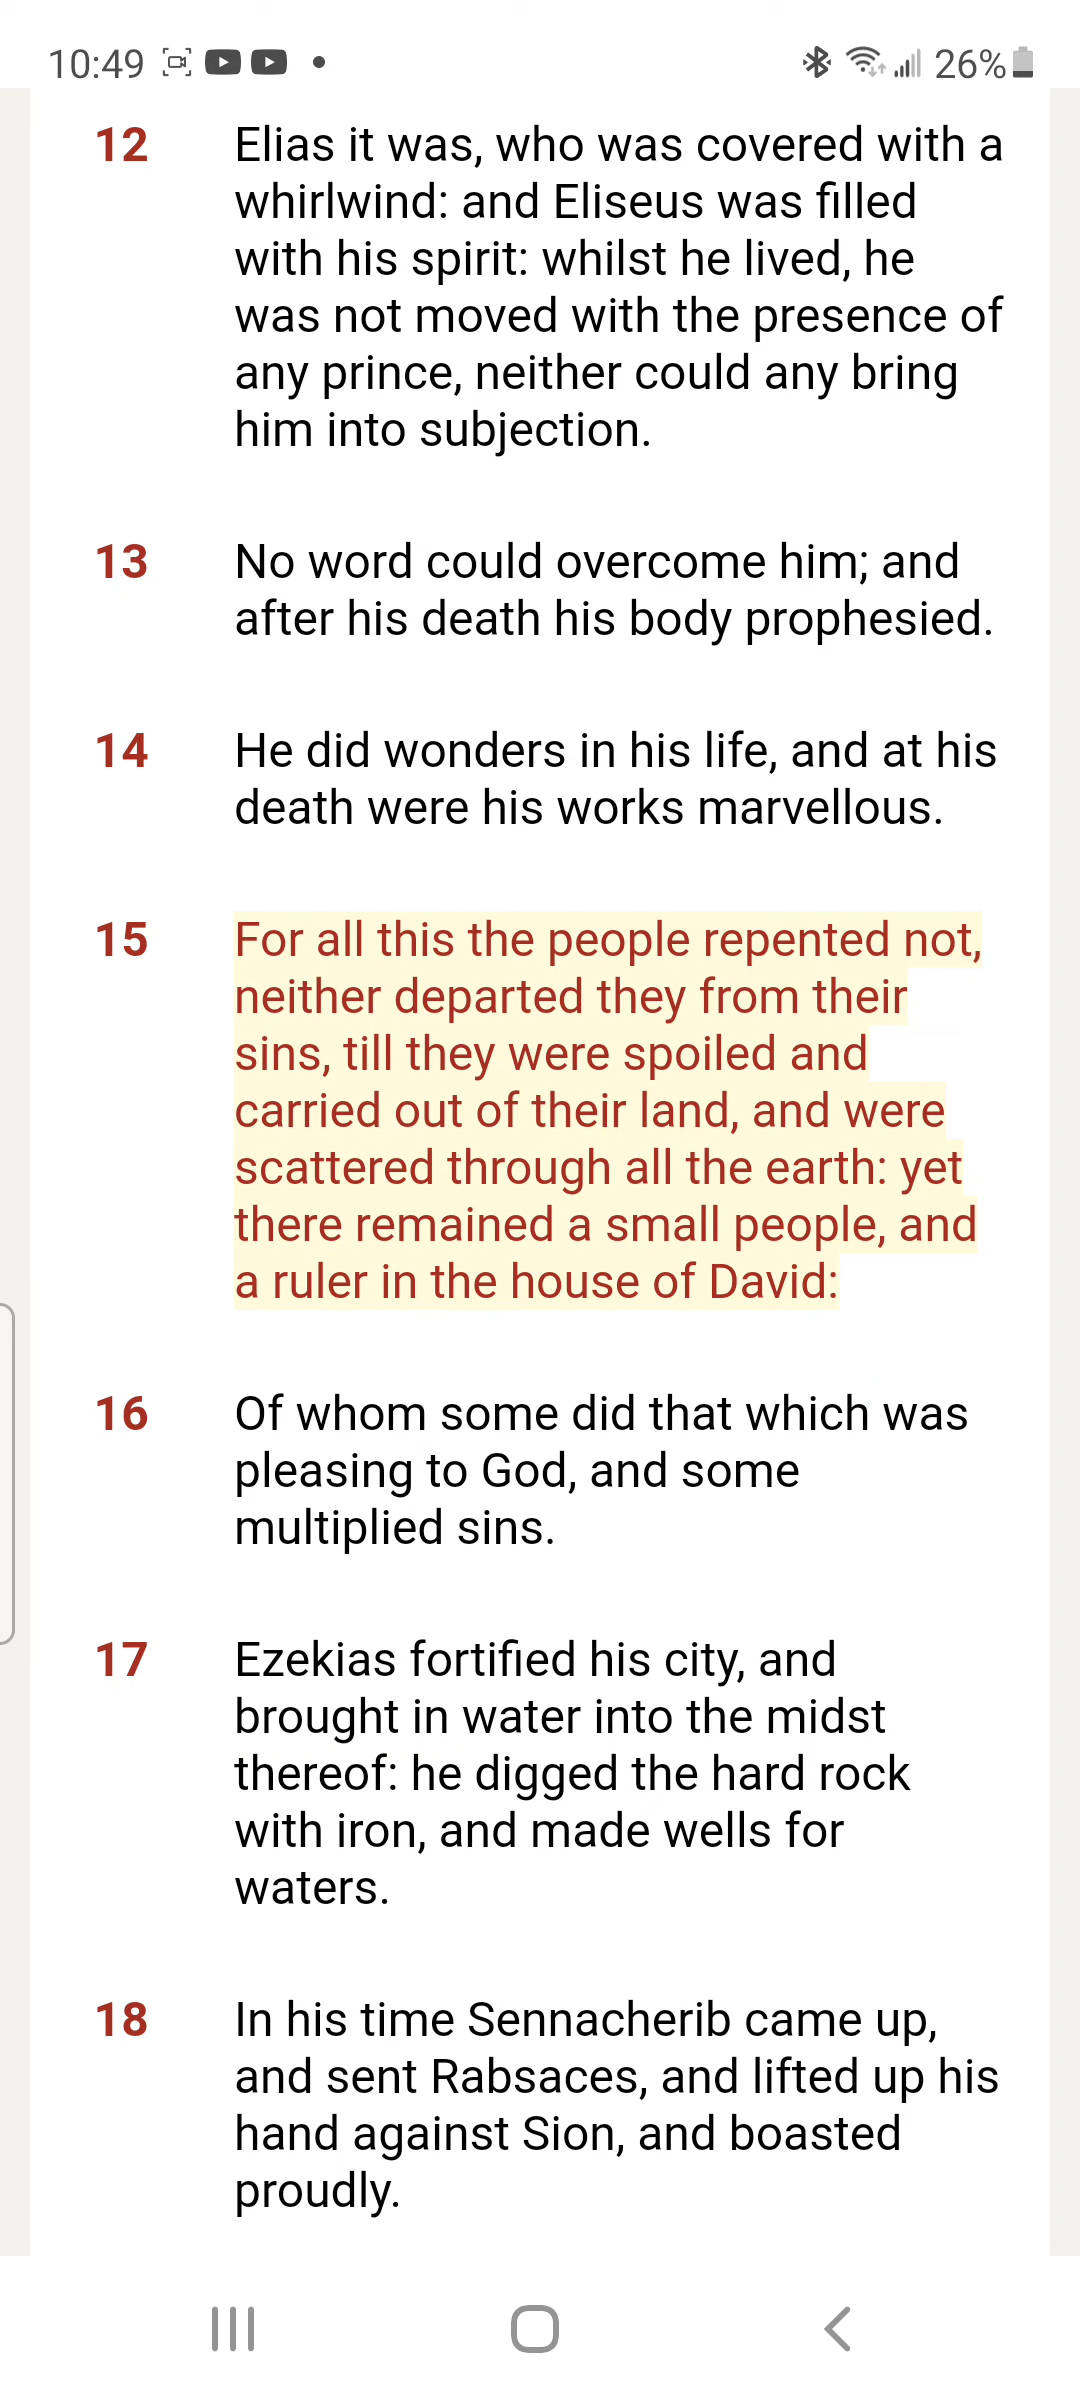 10:49 26%
12 Elias it was, who was covered with a
whirlwind: and Eliseus was filled
with his spirit: whilst he lived, he
was not moved with the presence of
any prince, neither could any bring
him into subjection.
13 No word could overcome him; and
after his death his body prophesied.
14 He did wonders in his life, and at his
death were his works marvellous.
15 For all this the people repented not,
neither departed they from their
sins, till they were spoiled and
carried out of their land, and were
scattered through all the earth: yet
there remained a small people, and
a ruler in the house of David:
16 Of whom some did that which was
pleasing to God, and some
multiplied sins.
17 Ezekias fortified his city, and
brought in water into the midst
thereof: he digged the hard rock
with iron, and made wells for
waters.
18 In his time Sennacherib came up,
and sent Rabsaces, and lifted up his
hand against Sion, and boasted
proudly.